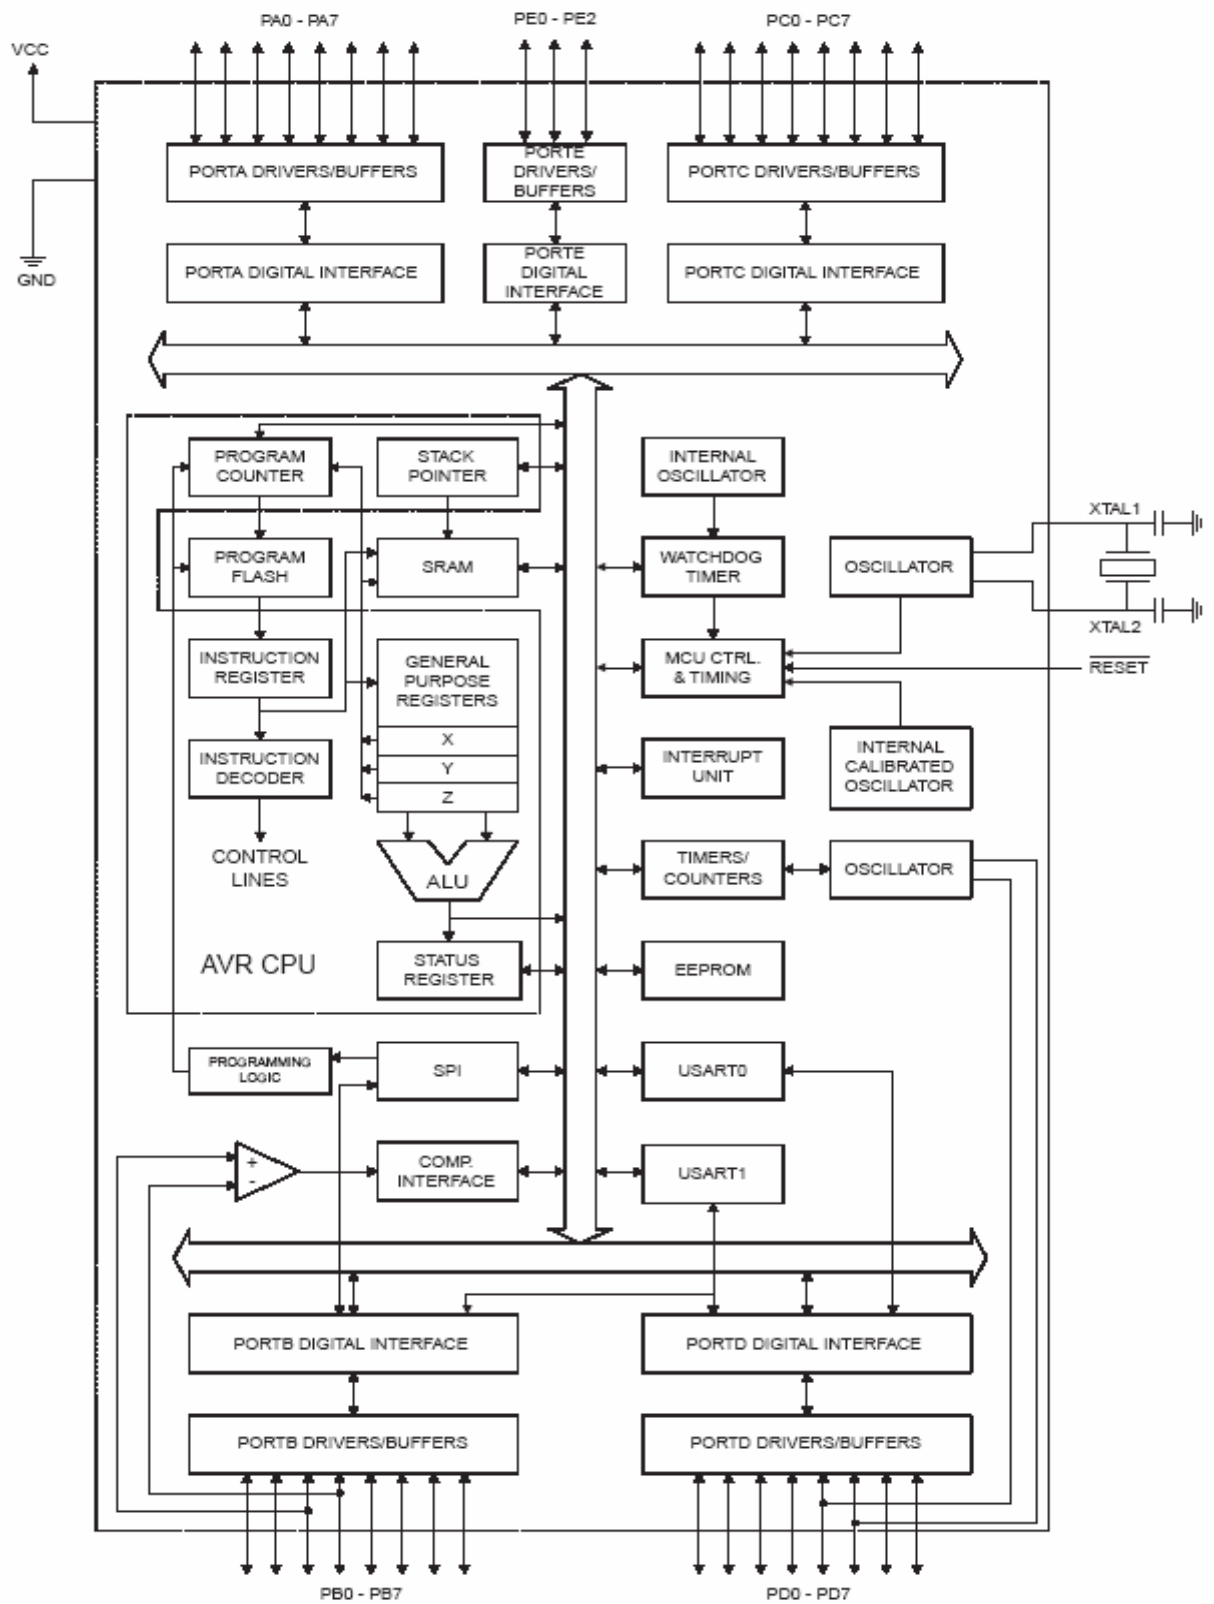 PA0 - PA7
PE0 - PE2
PC0 - PC7
VCC
GND
PORTA DRIVERS/BUFFERS
PORTE
DRIVERS/
BUFFERS
PORTC DRIVERS/BUFFERS
PORTA DIGITAL INTERFACE
PORTE
DIGITAL
INTERFACE
PORTC DIGITAL INTERFACE
PROGRAM
COUNTER
STACK
POINTER
INTERNAL
OSCILLATOR
XTAL1
PROGRAM
FLASH
SRAM
WATCHDOG
TIMER
OSCILLATOR
XTAL2
INSTRUCTION
REGISTER
GENERAL
PURPOSE
REGISTERS
X
Y
Z
MCU CTRL.
& TIMING
RESET
INSTRUCTION
DECODER
INTERRUPT
UNIT
INTERNAL
CALIBRATED
OSCILLATOR
CONTROL
LINES
ALU
TIMERS/
COUNTERS
OSCILLATOR
AVR CPU
STATUS
REGISTER
EEPROM
PROGRAMMING
LOGIC
SPI
USART0
+
-
COMP.
INTERFACE
USART1
PORTB DIGITAL INTERFACE
PORTD DIGITAL INTERFACE
PORTB DRIVERS/BUFFERS
PORTD DRIVERS/BUFFERS
PB0 - PB7
PD0 - PD7